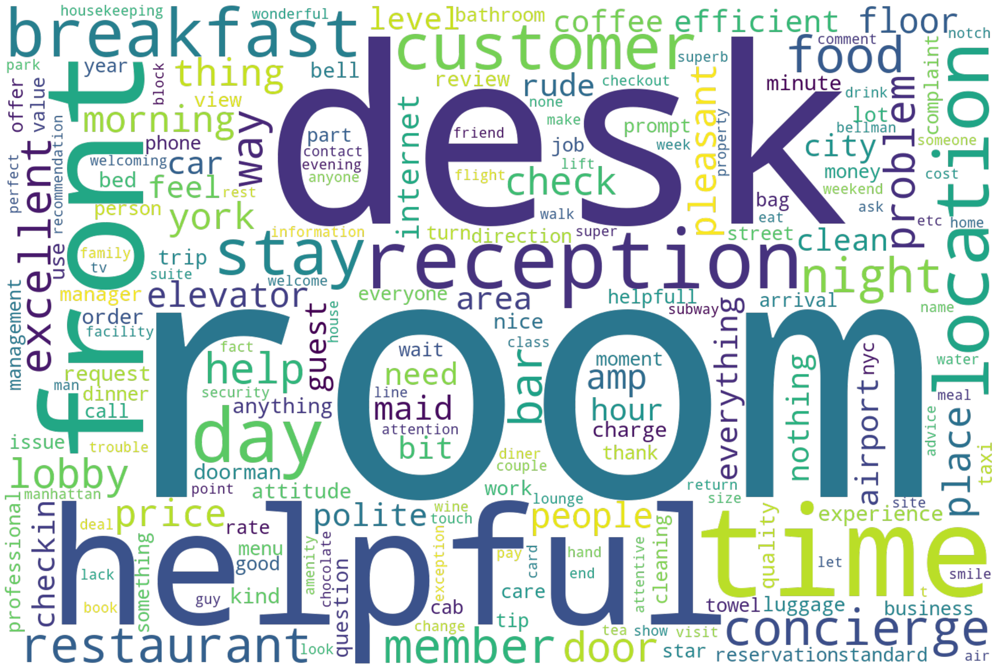 housekeeping
wonderful
level
bathroom
coffee
efficient
floor
notch
breakfast
customer
comment
food
superb
park
year
block
thing
bell
review
rude
checkout
minute
drink
complaint
offer
value
front
desk
view
none
morning
way
internet
make
prompt
pleasant
property
lot
bellman
problem
location
recommendation
phone
part
friend
job
week
city
someone
perfect
excellent
welcoming
car
contact
evening
anyone
flight
lift
check
money
cost
bed
feel
rest
weekend
person
york
walk
bag
ask
eat
etc
home
information
turn
direction
super
street
clean
use
family
tv
trip
stay
reception
night
suite
welcome
manager
elevator
everyone
area
helpfull
arrival
name
management
order
facility
guest
house
nice
subway
everything
room
fact
wait
class
moment
nyc
water
request
help
need
bar
amp
nothing
airport
place
man
dinner
security
line
maid
hour
meal
call
anything
attention
charge
advice
issue
trouble
day
bit
diner
thank
taxi
lobby
doorman
couple
manhattan
point
attitude
work
return
professional
checkin
price
polite
wine
lounge
people
size
site
helpful
time
deal
rate
touch
experience
quality
something
menu
amenity
chocolate
exception
pay
card
hand
attentive
cleaning
let
lack
good
question
end
smile
book
guy
kind
cab
care
t
towel
luggage
business
restaurant
change
tip
tea
show
visit
concierge
look
member
door
star
reservation
standard
air